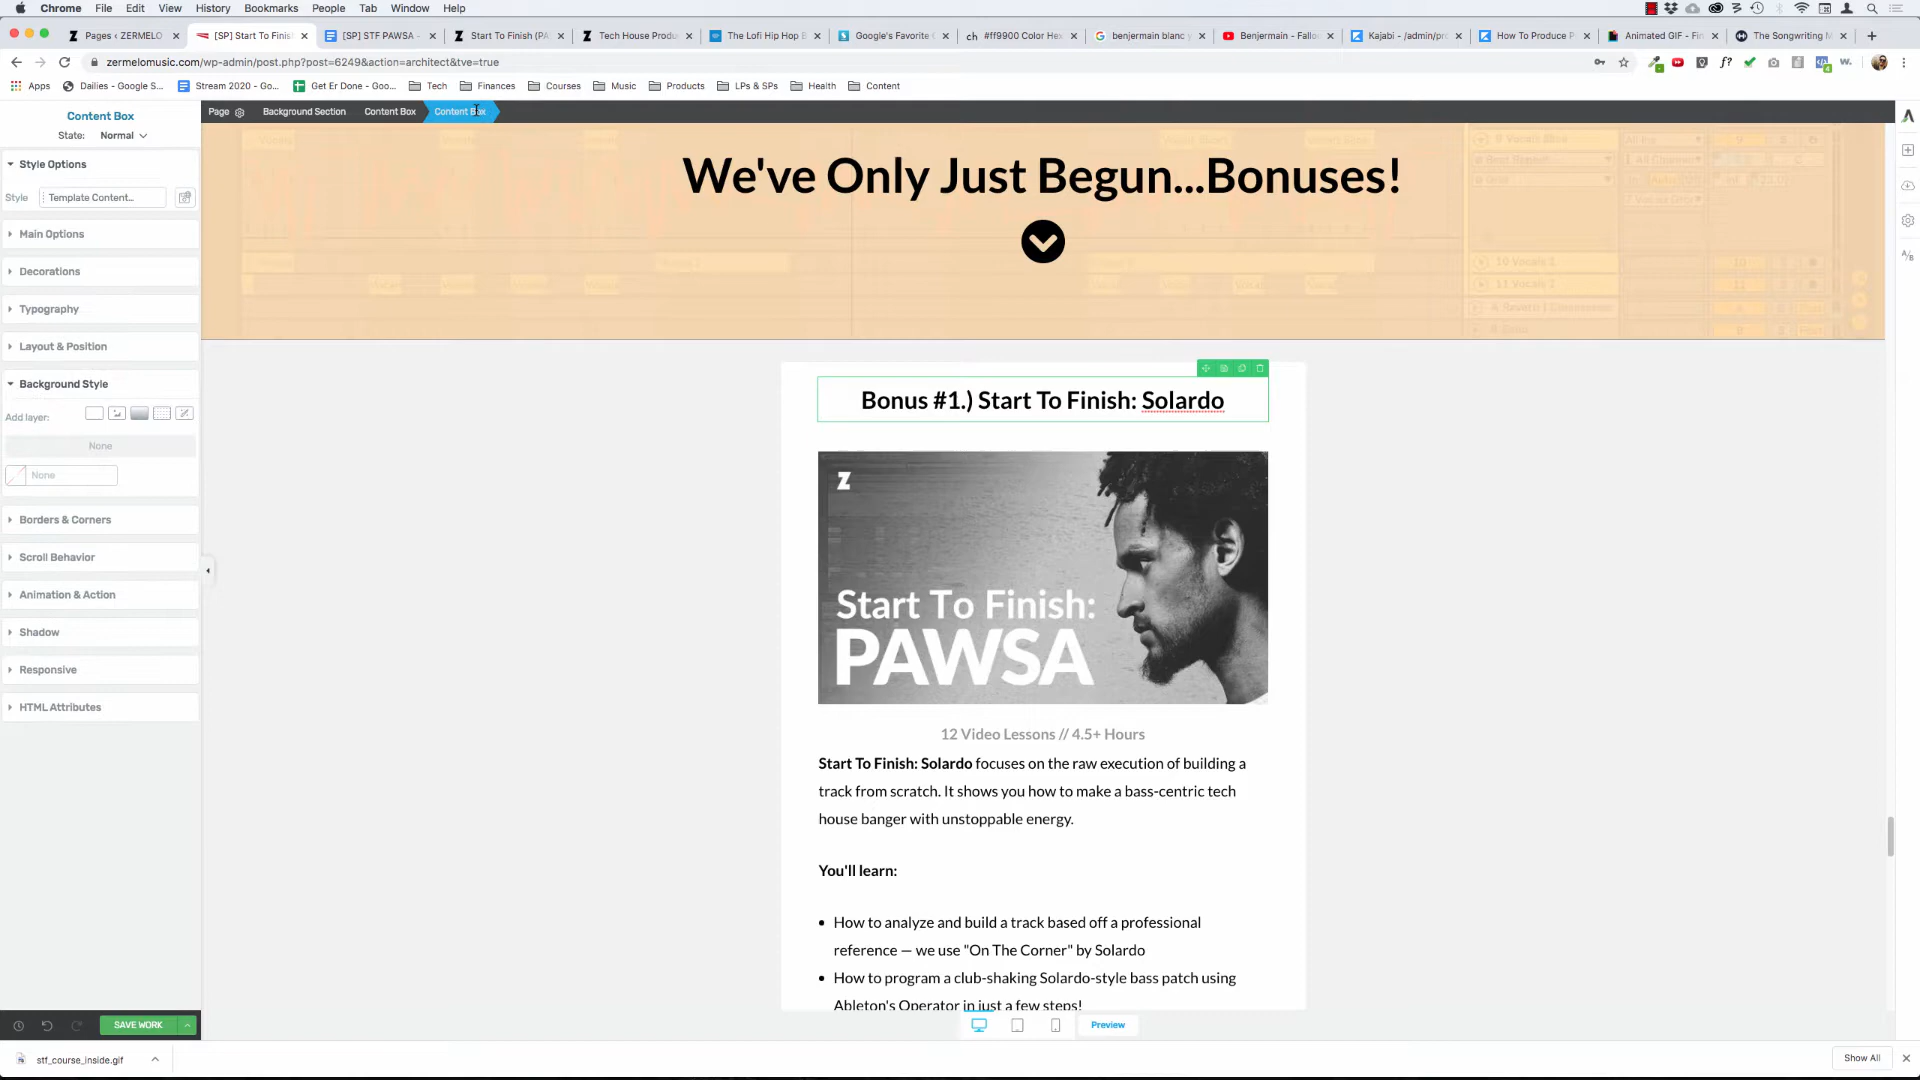 Chrome File Edit View History Bookmarks People Tab Window Help
Pages ‹ ZERMELO
[SP] Start To Finish
[SP] STF PAWSA -
Start To Finish (PA
Tech House Produ
The Lofi Hip Hop B
Google's Favorite C
#ff9900 Color Hex
benjermain blanc y
Benjermain - Fallo
Kajabi - /admin/pr
How To Produce P
Animated GIF - Fin
The Songwriting M
zermelomusic.com/wp-admin/post.php?post=6249&action=architect&tve=true
Apps Dailies - Google S... Stream 2020 - Goo... Get Er Done - Goo... Tech Finances Courses Music Products LPs & SPs Health Content
Page Background Section Content Box Content Box
Content Box
State: Normal
Style Options
Style Template Content...
Main Options
Decorations
Typography
Layout & Position
Background Style
Add layer:
None
None
Borders & Corners
Scroll Behavior
Animation & Action
Shadow
Responsive
HTML Attributes
SAVE WORK
We've Only Just Begun...Bonuses!
Bonus #1.) Start To Finish: Solardo
Z
Start To Finish:
PAWSA
12 Video Lessons // 4.5+ Hours
Start To Finish: Solardo focuses on the raw execution of building a
track from scratch. It shows you how to make a bass-centric tech
house banger with unstoppable energy.
You'll learn:
• How to analyze and build a track based off a professional
reference — we use "On The Corner" by Solardo
• How to program a club-shaking Solardo-style bass patch using
Ableton's Operator in just a few steps!
Preview
stf_course_inside.gif
Show All